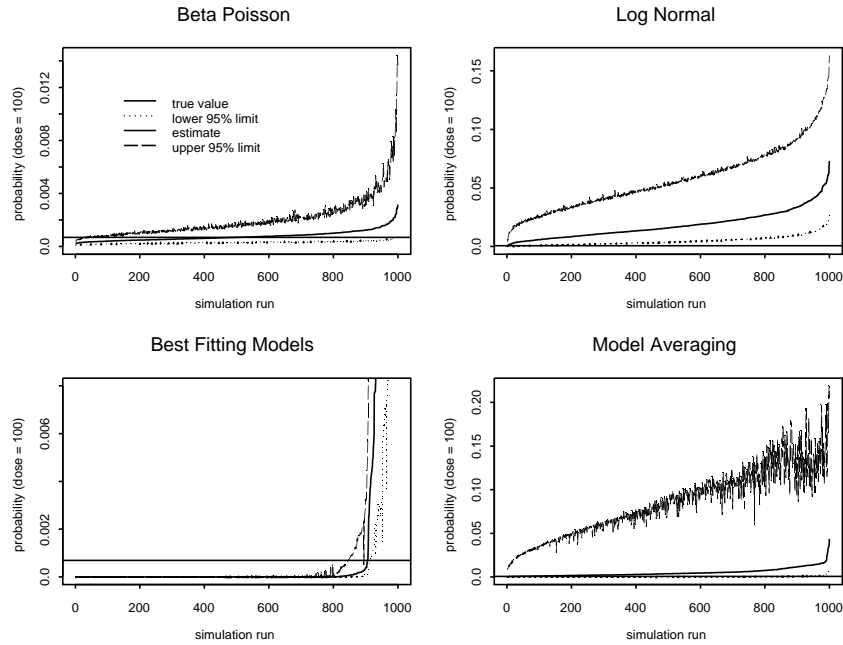 Beta Poisson
probability (dose = 100)
0.0 0.004 0.008 0.012
true value
lower 95% limit
estimate
upper 95% limit
0 200 400 600 800 1000
simulation run
Log Normal
probability (dose = 100)
0.0 0.05 0.10 0.15
0 200 400 600 800 1000
simulation run
Best Fitting Models
probability (dose = 100)
0.0 0.002 0.006
0 200 400 600 800 1000
simulation run
Model Averaging
probability (dose = 100)
0.0 0.05 0.10 0.15 0.20
0 200 400 600 800 1000
simulation run